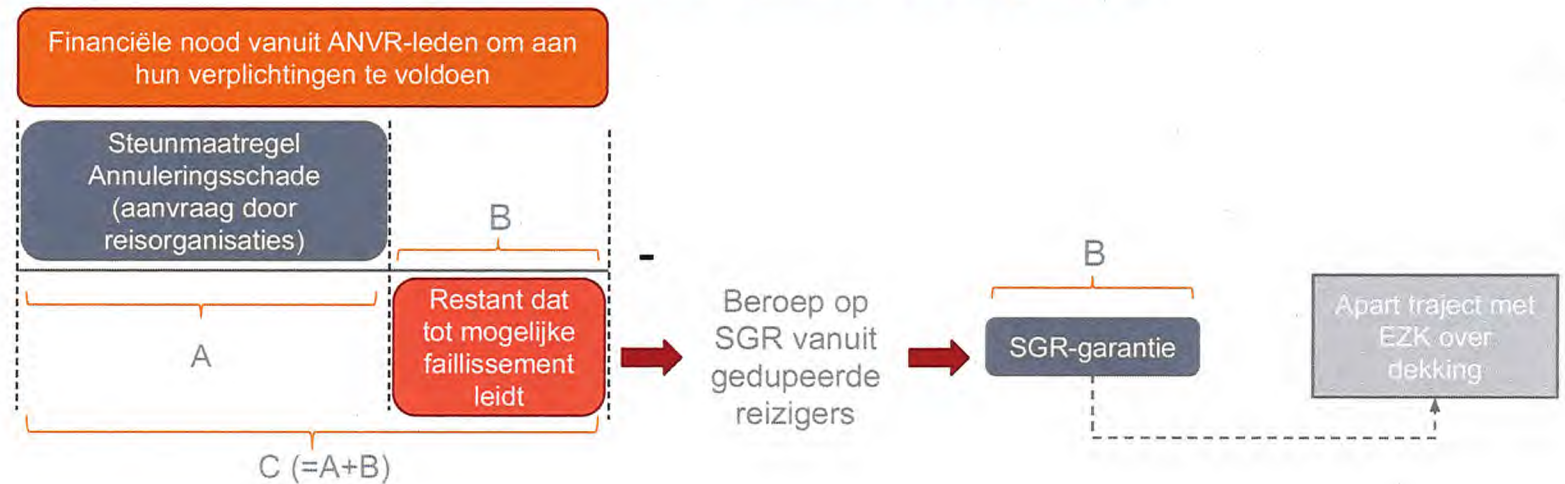 Financiële nood vanuit ANVR-leden om aan
hun verplichtingen te voldoen
Steunmaatregel
Annuleringsschade
(aanvraag door
reisorganisaties)
B
-
A
Restant dat
tot mogelijke
faillissement
leidt
C (=A+B)
Beroep op
SGR vanuit
gedupeerde
reizigers
B
SGR-garantie
Apart traject met
EZK over
dekking